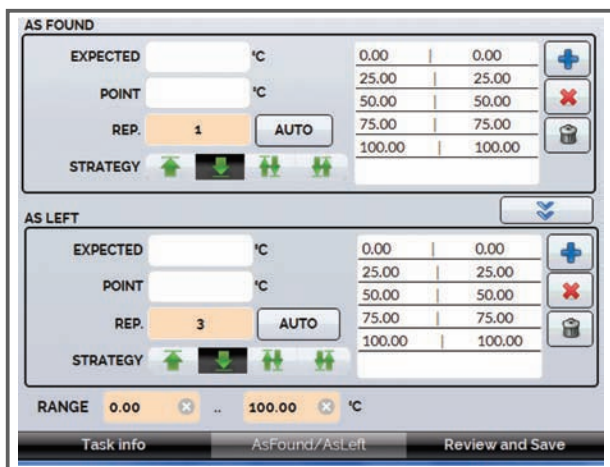 AS FOUND
EXPECTED °C
POINT °C
REP. 1 AUTO
STRATEGY
0.00 | 0.00
25.00 | 25.00
50.00 | 50.00
75.00 | 75.00
100.00 | 100.00
AS LEFT
EXPECTED °C
POINT °C
REP. 3 AUTO
STRATEGY
0.00 | 0.00
25.00 | 25.00
50.00 | 50.00
75.00 | 75.00
100.00 | 100.00
RANGE 0.00 .. 100.00 °C
Task info AsFound/AsLeft Review and Save